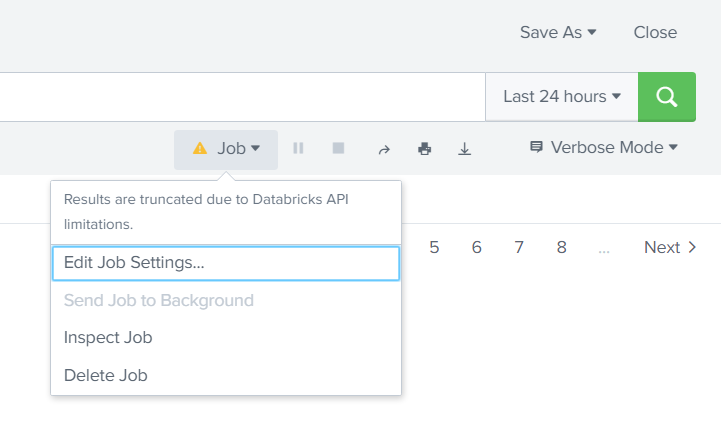 Save As Close
Last 24 hours
Job Verbose Mode
Results are truncated due to Databricks API
limitations.
5 6 7 8 ... Next
Edit Job Settings...
Send Job to Background
Inspect Job
Delete Job